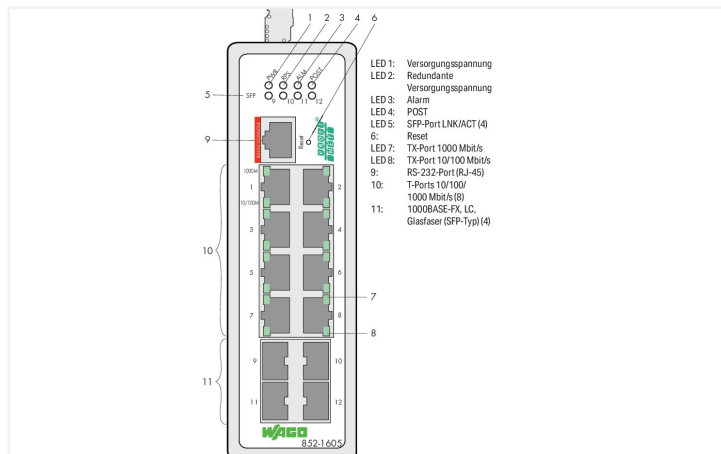 1 2 3 4 6
PWR RPS ALM POST
5 SFP 9 10 11 12
9 Reset
1000M
1 2
10/100M
3 4
10
5 6
7
7 8
8
9 10
11
11 12
WAGO
852-1605
LED 1: Versorgungsspannung
LED 2: Redundante
Versorgungsspannung
LED 3: Alarm
LED 4: POST
LED 5: SFP-Port LNK/ACT (4)
6: Reset
LED 7: TX-Port 1000 Mbit/s
LED 8: TX-Port 10/100 Mbit/s
9: RS-232-Port (RJ-45)
10: T-Ports 10/100/
1000 Mbit/s (8)
11: 1000BASE-FX, LC,
Glasfaser (SFP-Typ) (4)